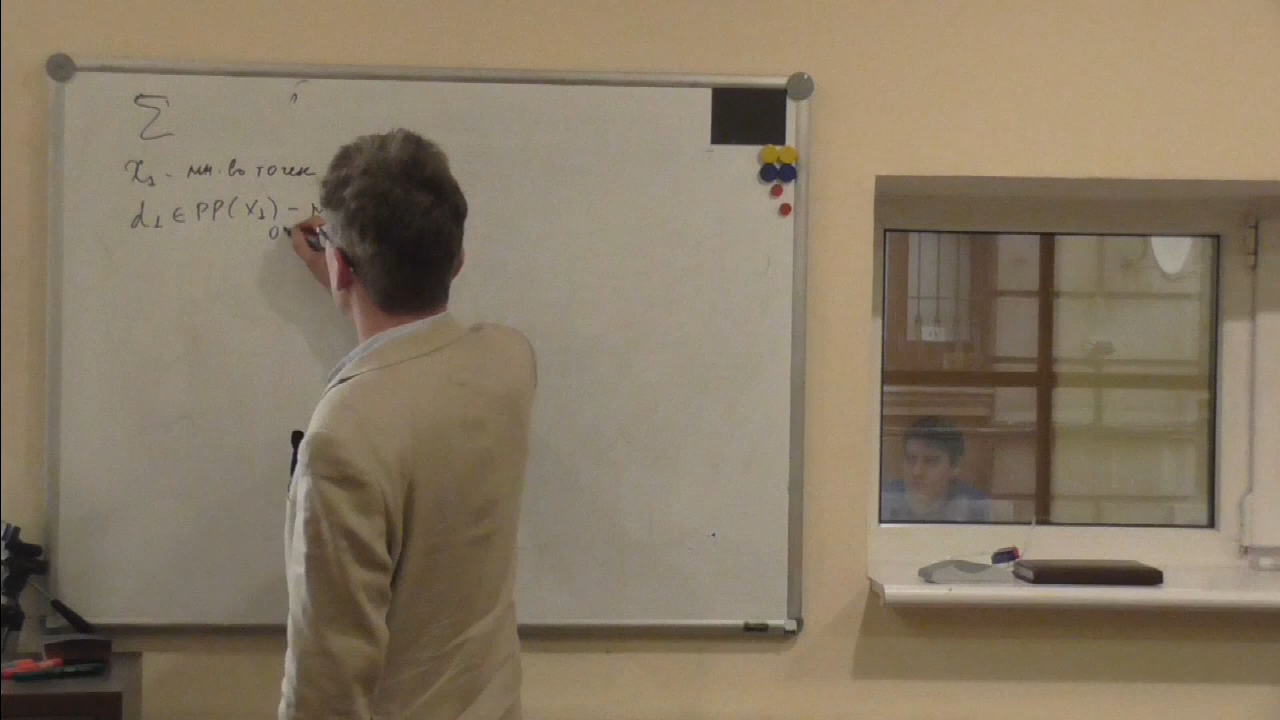 Σ
X₁ - мн-во точек
d₁ ∈ PP(X₁) -